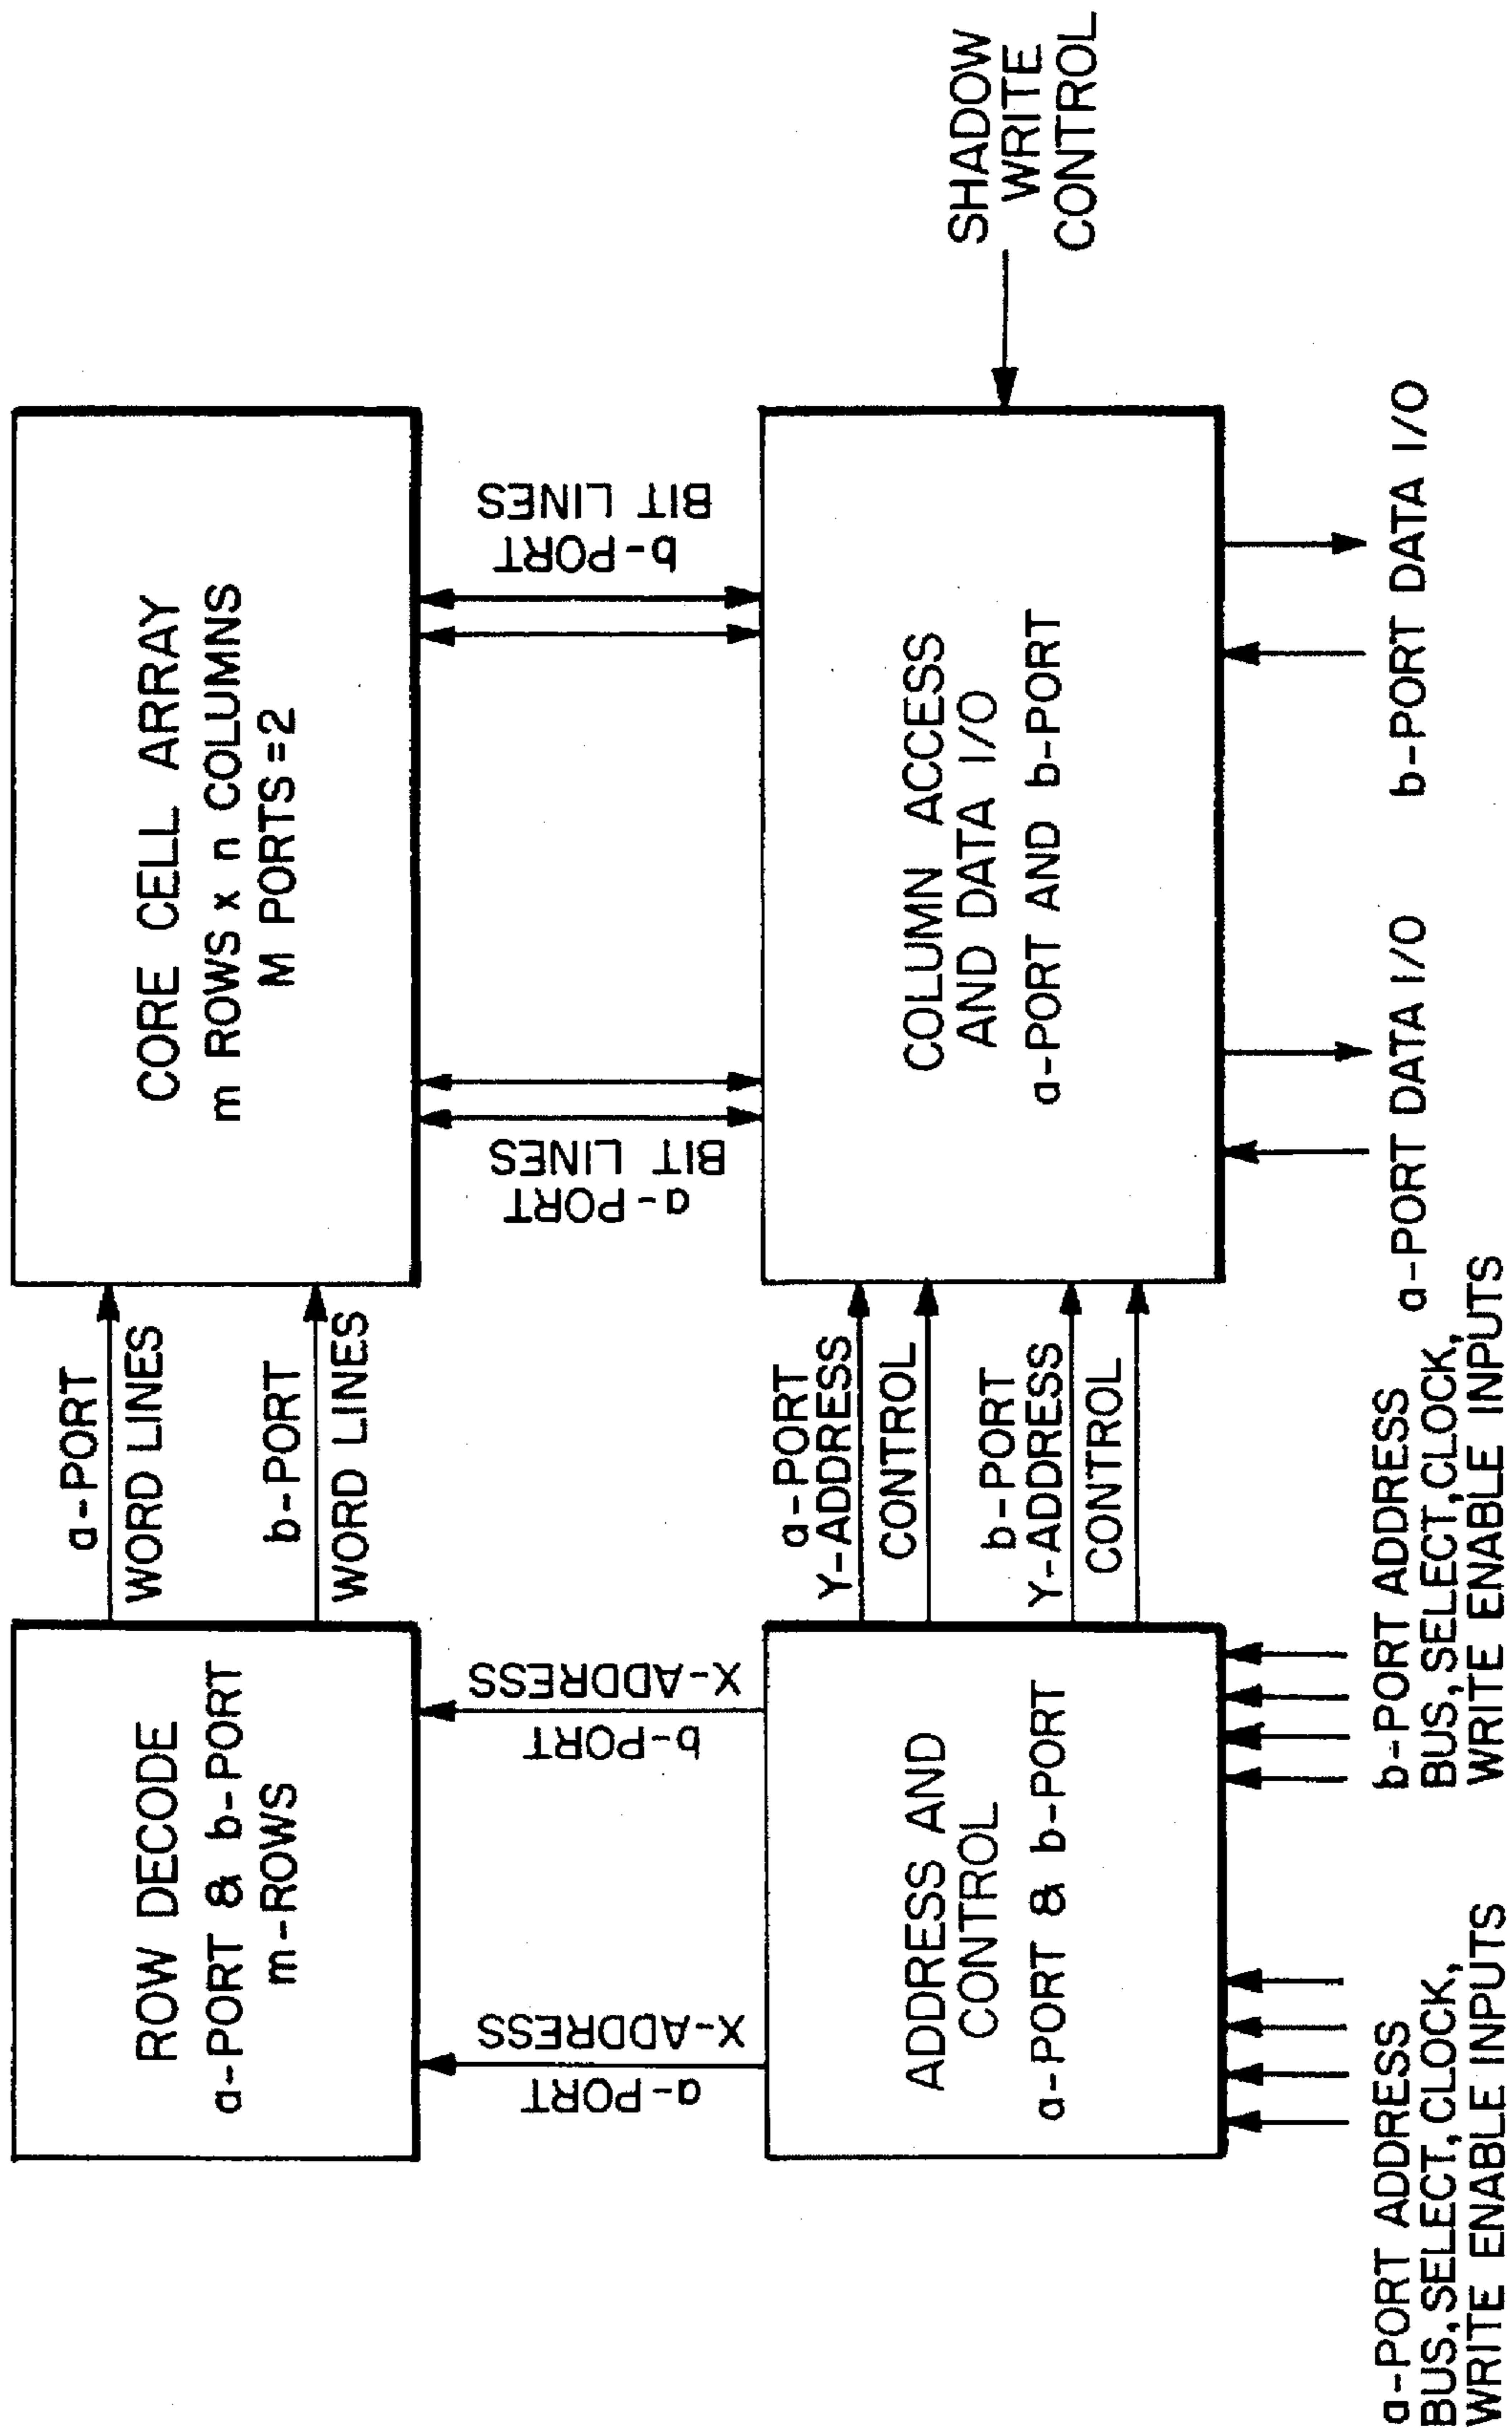 ROW DECODE
a-PORT & b-PORT
m-ROWS
a-PORT
WORD LINES
b-PORT
WORD LINES
CORE CELL ARRAY
m ROWS x n COLUMNS
M PORTS=2
a-PORT
X-ADDRESS
b-PORT
X-ADDRESS
a-PORT
BIT LINES
b-PORT
BIT LINES
ADDRESS AND
CONTROL
a-PORT & b-PORT
a-PORT
Y-ADDRESS
CONTROL
b-PORT
Y-ADDRESS
CONTROL
COLUMN ACCESS
AND DATA I/O
a-PORT AND b-PORT
SHADOW
WRITE
CONTROL
a-PORT ADDRESS
BUS,SELECT,CLOCK,
WRITE ENABLE INPUTS
b-PORT ADDRESS
BUS,SELECT,CLOCK,
WRITE ENABLE INPUTS
a-PORT DATA I/O
b-PORT DATA I/O